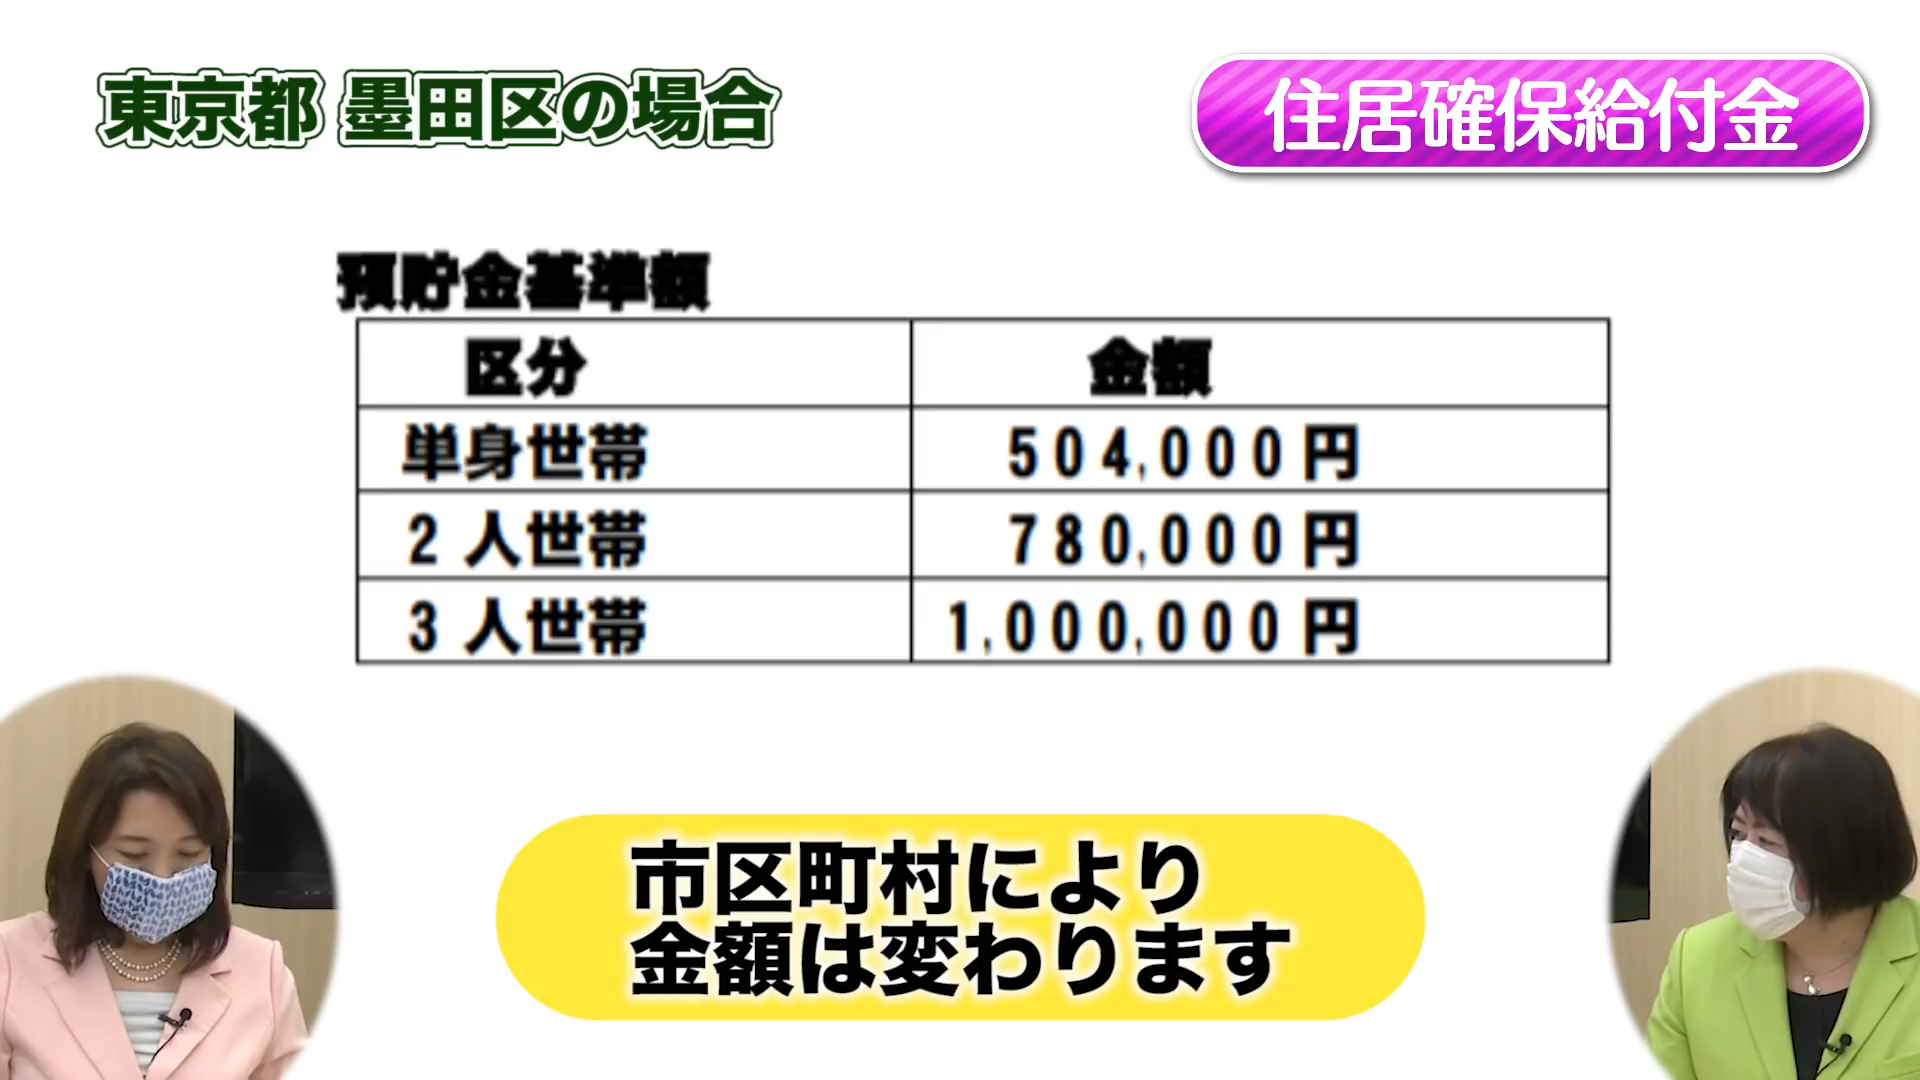 東京都 墨田区の場合
住居確保給付金
預貯金基準額
区分 金額
単身世帯 504,000円
2人世帯 780,000円
3人世帯 1,000,000円
市区町村により
金額は変わります